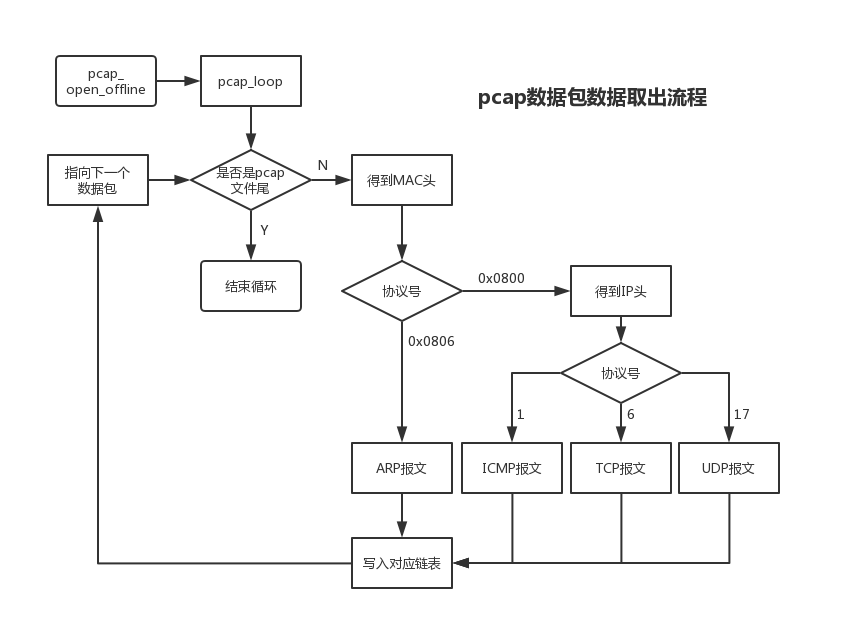 pcap_
open_offline
pcap_loop
pcap数据包数据取出流程
指向下一个
数据包
是否是pcap
文件尾
N
得到MAC头
Y
结束循环
协议号
0x0800
得到IP头
0x0806
协议号
1
6
17
ARP报文
ICMP报文
TCP报文
UDP报文
写入对应链表